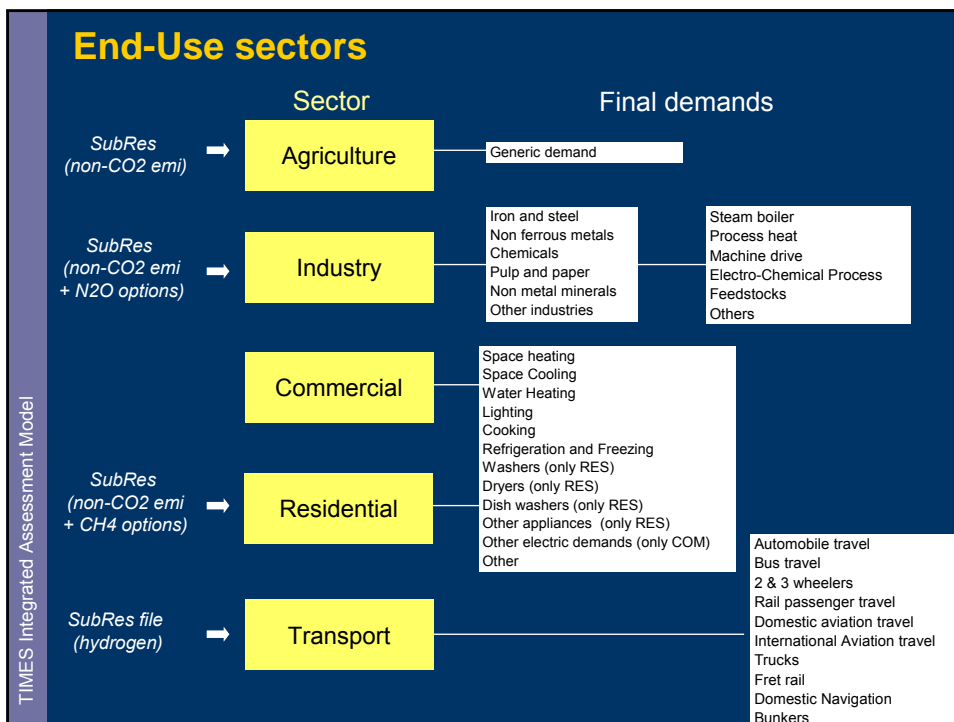 End-Use sectors
Sector
Final demands
SubRes
(non-CO2 emi)
Agriculture
Generic demand
SubRes
(non-CO2 emi
+ N2O options)
Industry
Iron and steel
Non ferrous metals
Chemicals
Pulp and paper
Non metal minerals
Other industries
Steam boiler
Process heat
Machine drive
Electro-Chemical Process
Feedstocks
Others
Commercial
Space heating
Space Cooling
Water Heating
Lighting
Cooking
Refrigeration and Freezing
Washers (only RES)
Dryers (only RES)
Dish washers (only RES)
Other appliances (only RES)
Other electric demands (only COM)
Other
SubRes
(non-CO2 emi
+ CH4 options)
Residential
SubRes file
(hydrogen)
Transport
Automobile travel
Bus travel
2 & 3 wheelers
Rail passenger travel
Domestic aviation travel
International Aviation travel
Trucks
Fret rail
Domestic Navigation
Bunkers
TIMES Integrated Assessment Model